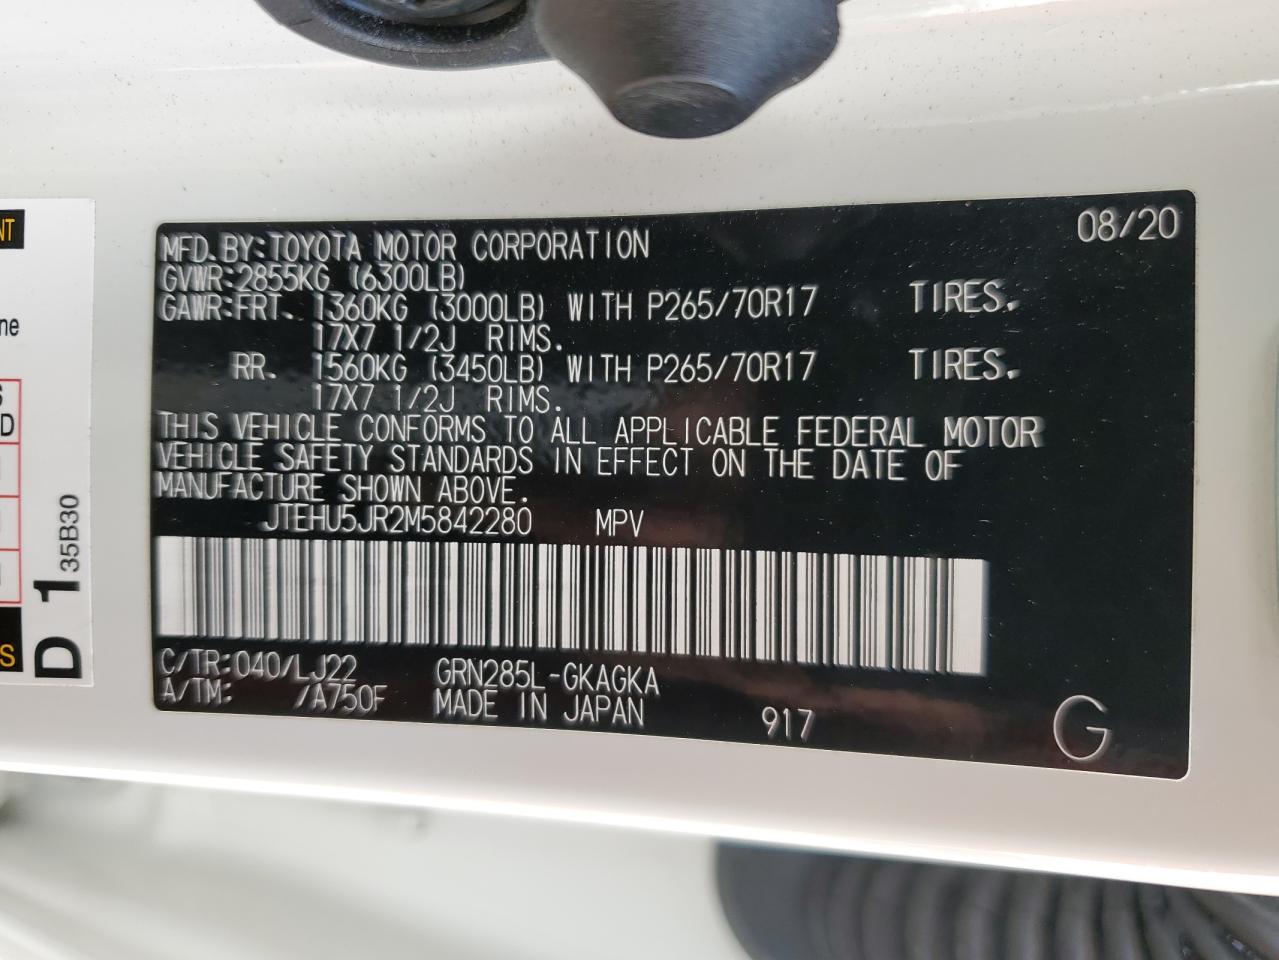 MFD. BY: TOYOTA MOTOR CORPORATION 08/20
GVWR: 2855KG (6300LB)
GAWR: FRT. 1360KG (3000LB) WITH P265/70R17 TIRES.
17X7 1/2J RIMS.
RR. 1560KG (3450LB) WITH P265/70R17 TIRES.
17X7 1/2J RIMS.
THIS VEHICLE CONFORMS TO ALL APPLICABLE FEDERAL MOTOR
VEHICLE SAFETY STANDARDS IN EFFECT ON THE DATE OF
MANUFACTURE SHOWN ABOVE.
JTEHU5JR2M5842280 MPV
C/TR: 040/LJ22 GRN285L-GKAGKA
A/TM: /A750F MADE IN JAPAN 917 G
NT
ne
S
D
S
D 1 35B30